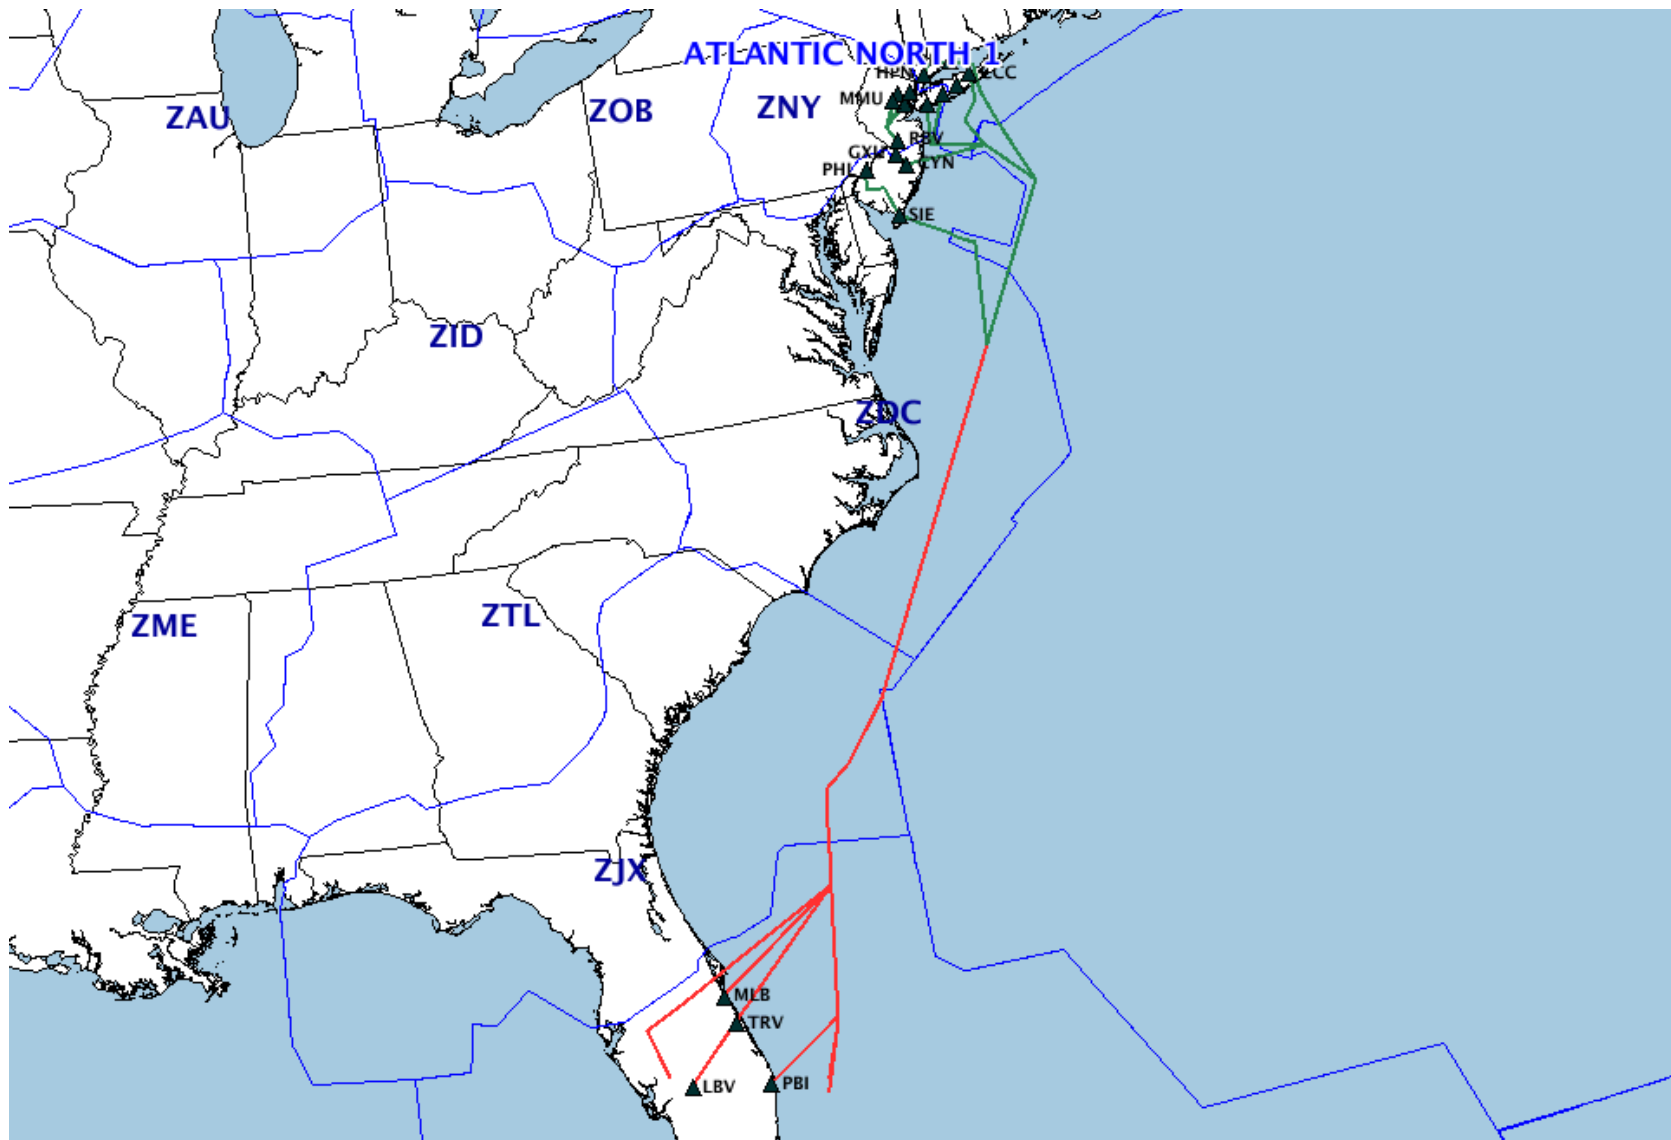 ATLANTIC NORTH 1
HPN
CCC
MMU
ZAU
ZOB
ZNY
RBV
GXU
CYN
PHL
SIE
ZID
ZDC
ZME
ZTL
ZJX
MLB
TRV
LBV
PBI